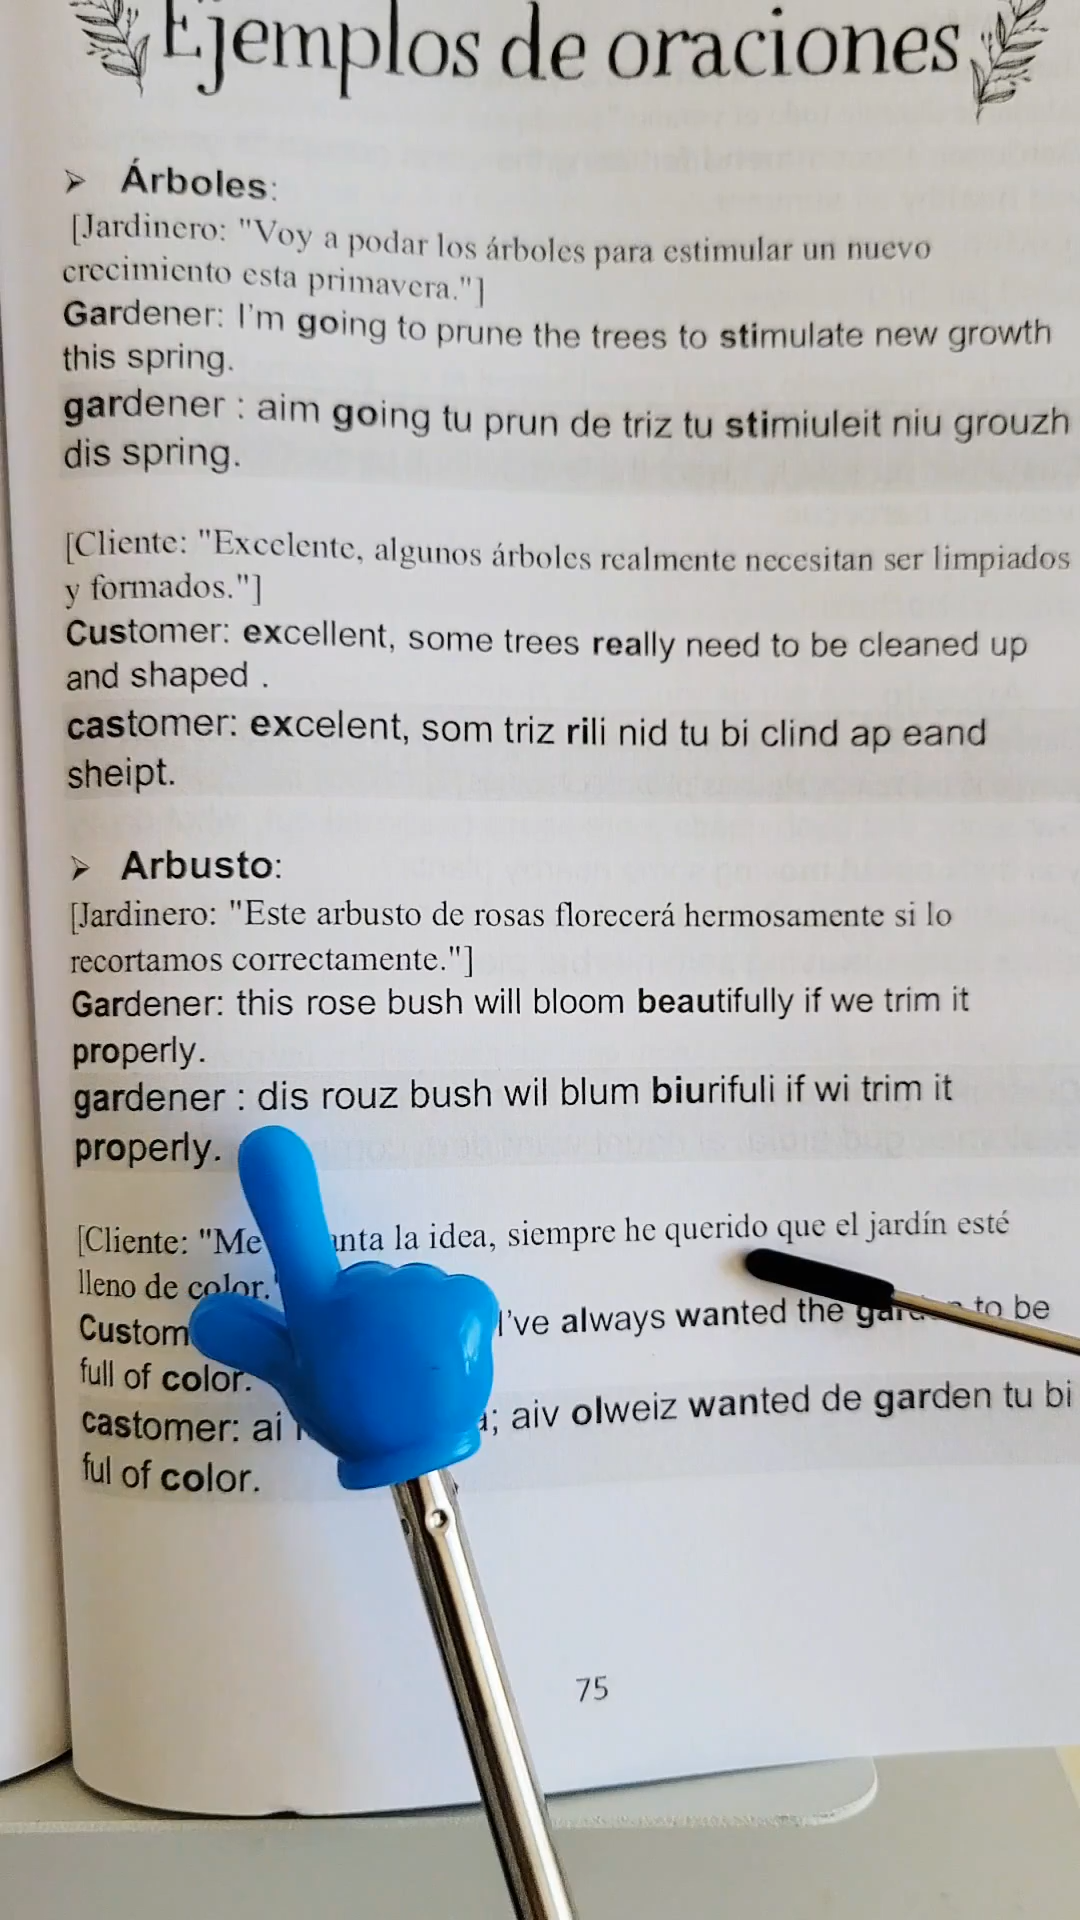 Ejemplos de oraciones
➢ Árboles:
[Jardinero: "Voy a podar los árboles para estimular un nuevo
crecimiento esta primavera."]
Gardener: I'm going to prune the trees to stimulate new growth
this spring.
gardener : aim going tu prun de triz tu stimiuleit niu grouzh
dis spring.
[Cliente: "Excelente, algunos árboles realmente necesitan ser limpiados
y formados."]
Customer: excellent, some trees really need to be cleaned up
and shaped .
castomer: excelent, som triz rili nid tu bi clind ap eand
sheipt.
➢ Arbusto:
[Jardinero: "Este arbusto de rosas florecerá hermosamente si lo
recortamos correctamente."]
Gardener: this rose bush will bloom beautifully if we trim it
properly.
gardener : dis rouz bush wil blum biurifuli if wi trim it
properly.
[Cliente: "Me la idea, siempre he querido que el jardín esté
lleno de color.
I've always wanted the garden to be
full of color.
castomer: ai aiv olweiz wanted de garden tu bi
ful of color.
75